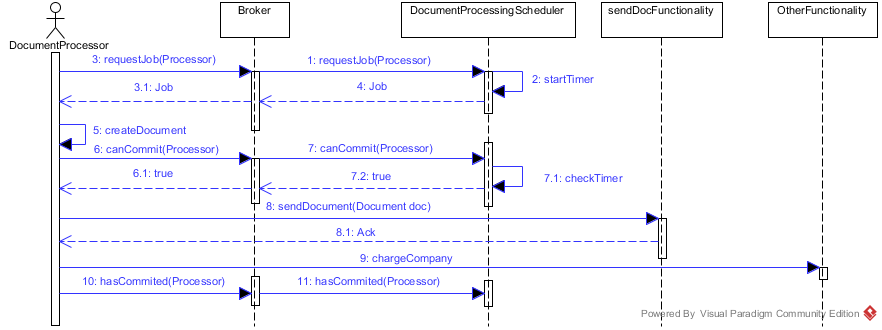 Broker
DocumentProcessingScheduler
sendDocFunctionality
OtherFunctionality
DocumentProcessor
3: requestJob(Processor)
1: requestJob(Processor)
2: startTimer
3.1: Job
4: Job
5: createDocument
6: canCommit(Processor)
7: canCommit(Processor)
6.1: true
7.2: true
7.1: checkTimer
8: sendDocument(Document doc)
8.1: Ack
9: chargeCompany
10: hasCommited(Processor)
11: hasCommited(Processor)
Powered By Visual Paradigm Community Edition